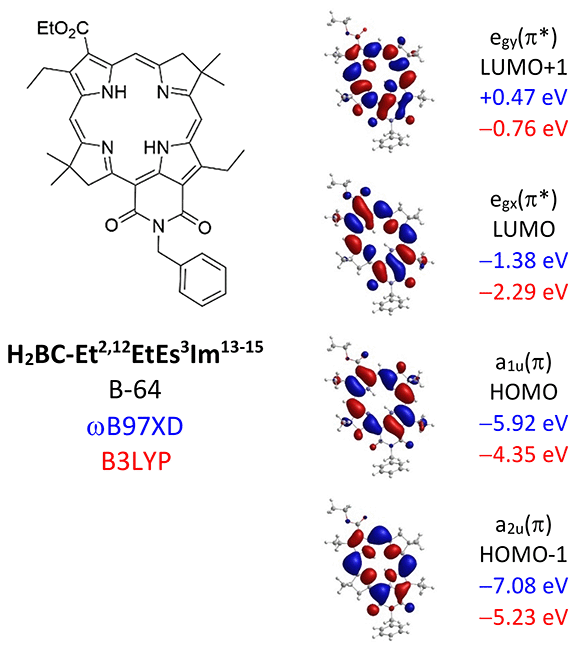 EtO₂C
NH
N
N
HN
O
N
O
H₂BC-Et²,¹²EtEs³Im¹³⁻¹⁵
B-64
ωB97XD
B3LYP
e_gy(π*)
LUMO+1
+0.47 eV
−0.76 eV
e_gx(π*)
LUMO
−1.38 eV
−2.29 eV
a₁ᵤ(π)
HOMO
−5.92 eV
−4.35 eV
a₂ᵤ(π)
HOMO-1
−7.08 eV
−5.23 eV